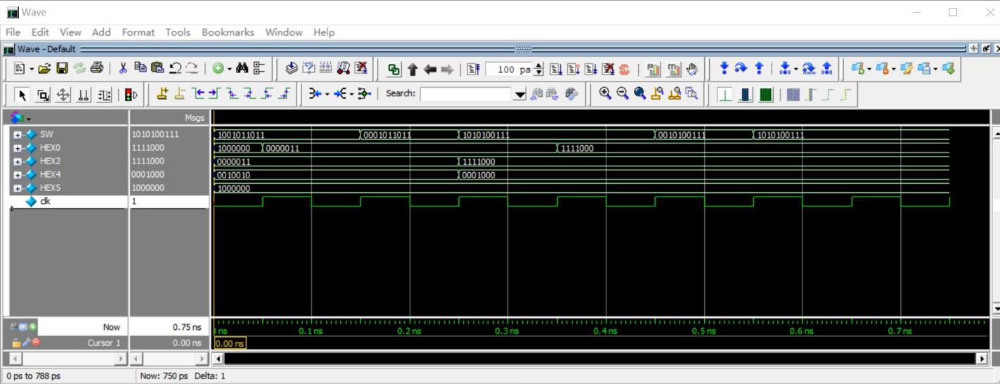 Wave
File Edit View Add Format Tools Bookmarks Window Help
Wave - Default
100 ps
Search:
Msgs
SW 1010100111 1001011011 0001011011 1010100111 0010100111 1010100111
HEX0 1111000 1000000 0000011 1111000
HEX2 1111000 0000011 1111000
HEX4 0001000 0010010 0001000
HEX5 1000000 1000000
clk 1
Now 0.75 ns ns 0.1 ns 0.2 ns 0.3 ns 0.4 ns 0.5 ns 0.6 ns 0.7 ns
Cursor 1 0.00 ns 0.00 ns
0 ps to 788 ps Now: 750 ps Delta: 1